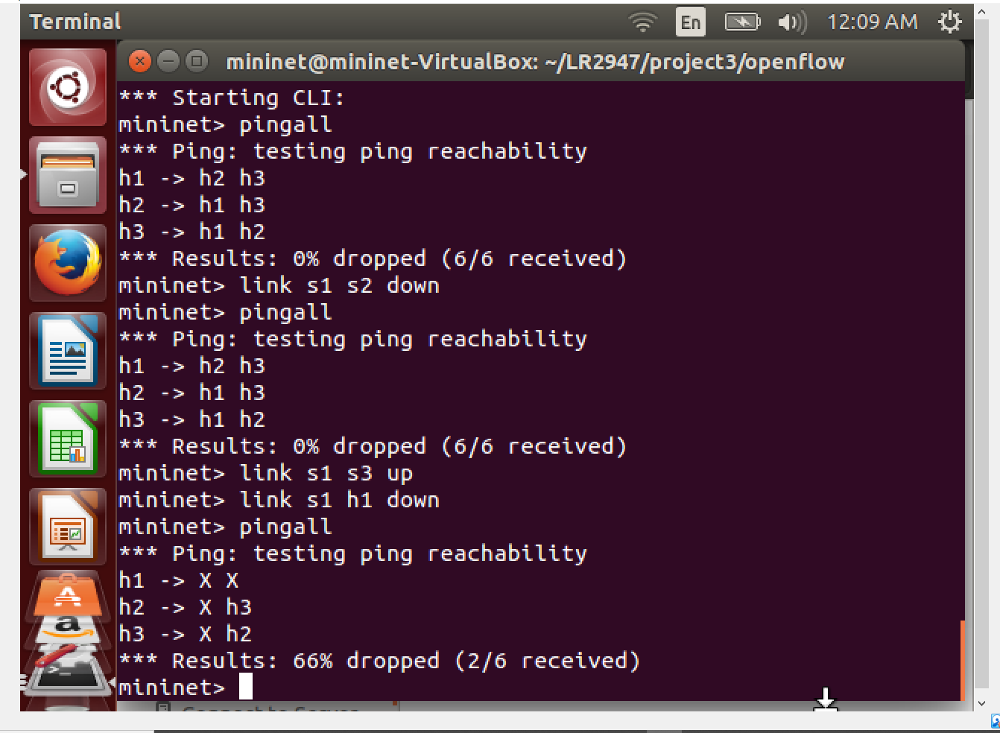 Terminal
En
12:09 AM
mininet@mininet-VirtualBox: ~/LR2947/project3/openflow
*** Starting CLI:
mininet> pingall
*** Ping: testing ping reachability
h1 -> h2 h3
h2 -> h1 h3
h3 -> h1 h2
*** Results: 0% dropped (6/6 received)
mininet> link s1 s2 down
mininet> pingall
*** Ping: testing ping reachability
h1 -> h2 h3
h2 -> h1 h3
h3 -> h1 h2
*** Results: 0% dropped (6/6 received)
mininet> link s1 s3 up
mininet> link s1 h1 down
mininet> pingall
*** Ping: testing ping reachability
h1 -> X X
h2 -> X h3
h3 -> X h2
*** Results: 66% dropped (2/6 received)
mininet>
Connect to Server